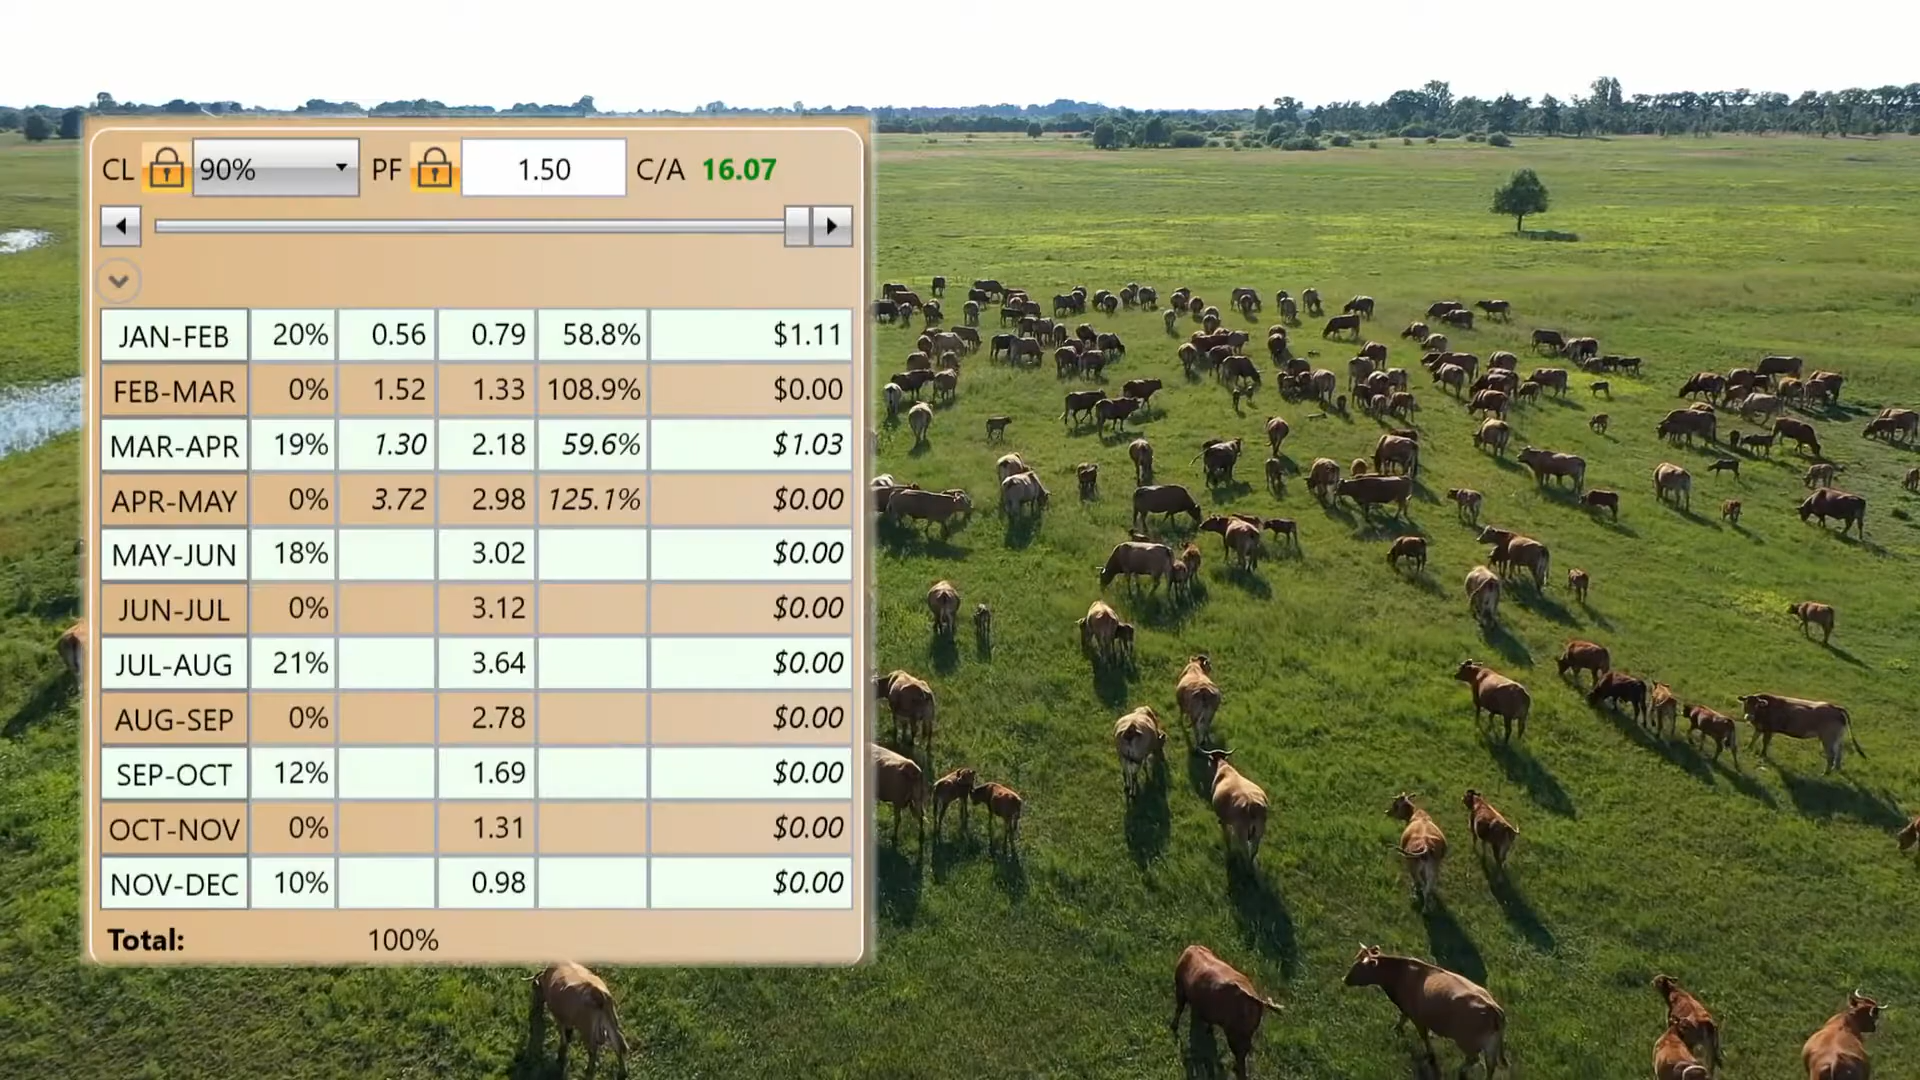 CL 90% PF 1.50 C/A 16.07
JAN-FEB 20% 0.56 0.79 58.8% $1.11
FEB-MAR 0% 1.52 1.33 108.9% $0.00
MAR-APR 19% 1.30 2.18 59.6% $1.03
APR-MAY 0% 3.72 2.98 125.1% $0.00
MAY-JUN 18% 3.02 $0.00
JUN-JUL 0% 3.12 $0.00
JUL-AUG 21% 3.64 $0.00
AUG-SEP 0% 2.78 $0.00
SEP-OCT 12% 1.69 $0.00
OCT-NOV 0% 1.31 $0.00
NOV-DEC 10% 0.98 $0.00
Total: 100%